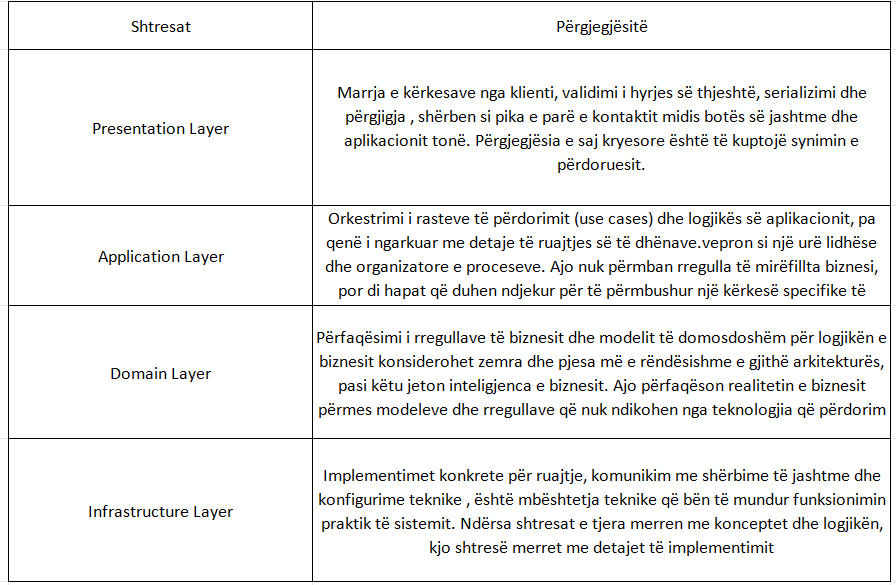 Shtresat
Përgjegjësitë
Presentation Layer
Marrja e kërkesave nga klienti, validimi i hyrjes së thjeshtë, serializimi dhe
përgjigja , shërben si pika e parë e kontaktit midis botës së jashtme dhe
aplikacionit tonë. Përgjegjësia e saj kryesore është të kuptojë synimin e
përdoruesit.
Application Layer
Orkestrimi i rasteve të përdorimit (use cases) dhe logjikës së aplikacionit, pa
qenë i ngarkuar me detaje të ruajtjes së të dhënave.vepron si një urë lidhëse
dhe organizatore e proceseve. Ajo nuk përmban rregulla të mirëfillta biznesi,
por di hapat që duhen ndjekur për të përmbushur një kërkesë specifike të
Domain Layer
Përfaqësimi i rregullave të biznesit dhe modelit të domosdoshëm për logjikën e
biznesit konsiderohet zemra dhe pjesa më e rëndësishme e gjithë arkitekturës,
pasi këtu jeton inteligjenca e biznesit. Ajo përfaqëson realitetin e biznesit
përmes modeleve dhe rregullave që nuk ndikohen nga teknologjia që përdorim
Infrastructure Layer
Implementimet konkrete për ruajtje, komunikim me shërbime të jashtme dhe
konfigurime teknike , është mbështetja teknike që bën të mundur funksionimin
praktik të sistemit. Ndërsa shtresat e tjera merren me konceptet dhe logjikën,
kjo shtresë merret me detajet të implementimit